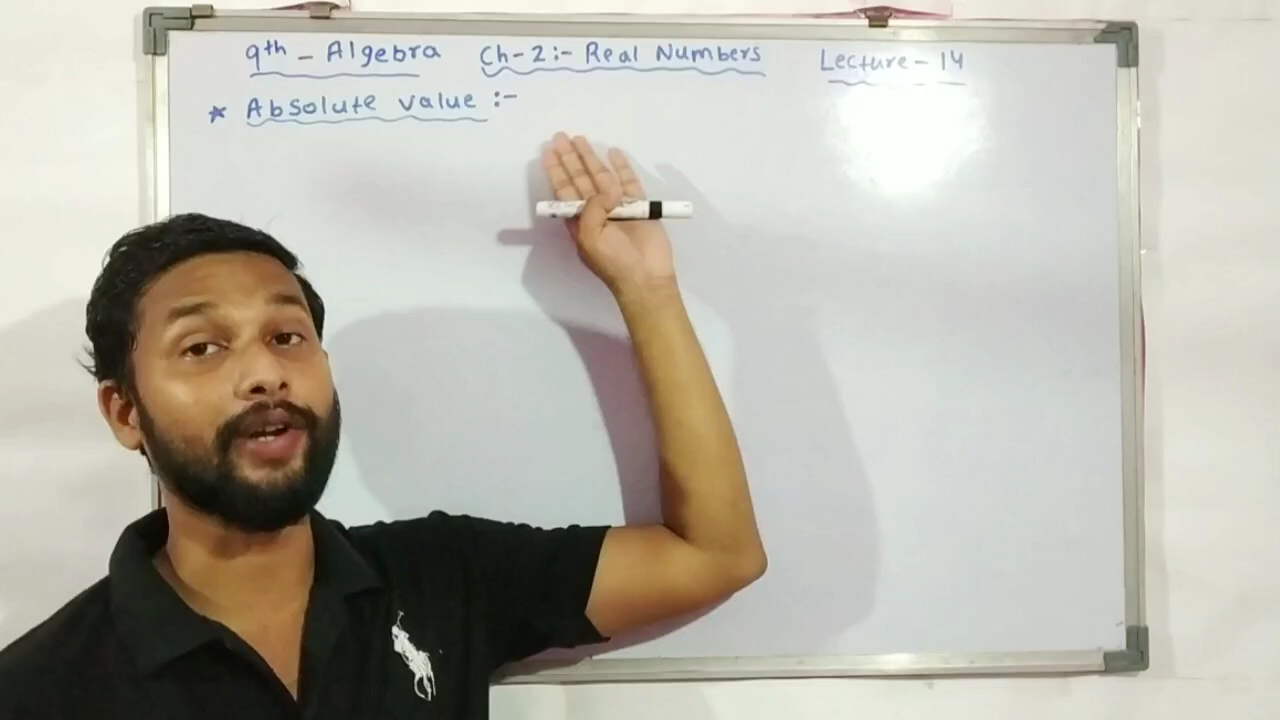 9th - Algebra Ch-2:- Real Numbers Lecture - 14
* Absolute value :-